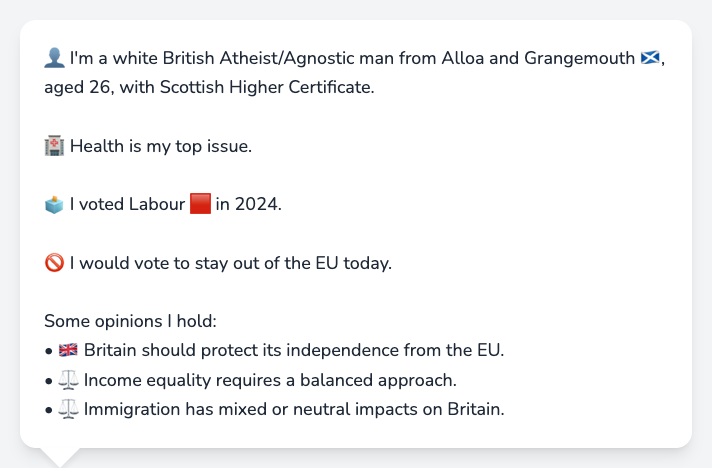 👤 I'm a white British Atheist/Agnostic man from Alloa and Grangemouth 🏴󠁧󠁢󠁳󠁣󠁴󠁿,
aged 26, with Scottish Higher Certificate.
🏥 Health is my top issue.
🗳️ I voted Labour 🟥 in 2024.
🚫 I would vote to stay out of the EU today.
Some opinions I hold:
• 🇬🇧 Britain should protect its independence from the EU.
• ⚖️ Income equality requires a balanced approach.
• ⚖️ Immigration has mixed or neutral impacts on Britain.